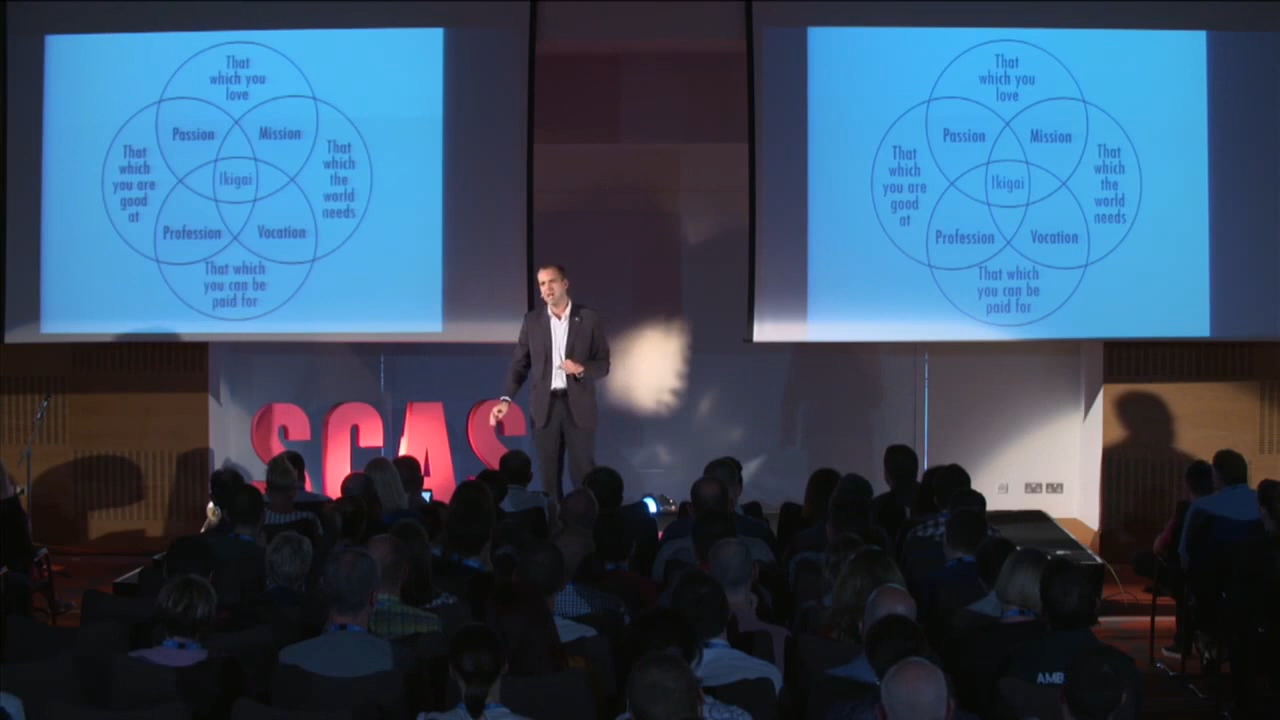 That
which you
love
Passion
Mission
That
which
you are
good
at
That
which
the
world
needs
Ikigai
Profession
Vocation
That which
you can be
paid for
That
which you
love
Passion
Mission
That
which
you are
good
at
That
which
the
world
needs
Ikigai
Profession
Vocation
That which
you can be
paid for
SCAS
AMB